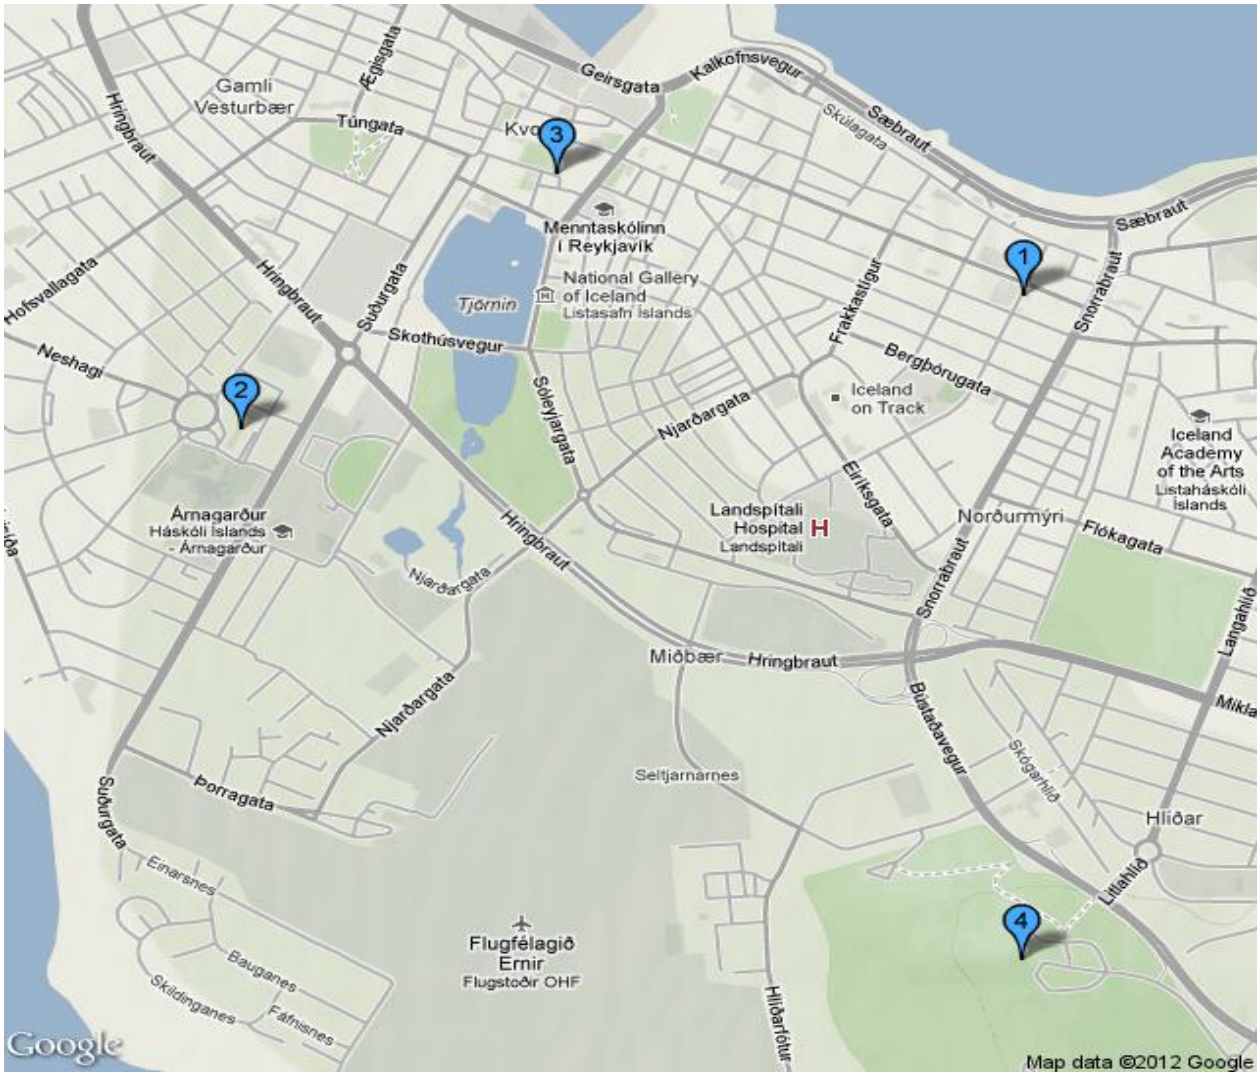 Gamli
Vesturbær
Ægisgata
Túngata
Hringbraut
Geirsgata
Kalkofnsvegur
Sæbraut
Skúlagata
Sæbraut
3
Menntaskólinn
í Reykjavík
National Gallery
of Iceland
Listasafn Íslands
1
Snorrabraut
Hofsvallagata
Hringbraut
Suðurgata
Tjörnin
Skothúsvegur
Frakkastígur
Bergþórugata
Neshagi
2
Sóleyjargata
Njarðargata
Iceland
on Track
Iceland
Academy
of the Arts
Listaháskóli
Íslands
Eiríksgata
Árnagarður
Háskóli Íslands
- Árnagarður
Landspítali
Hospital
Landspítali
H
Norðurmýri
Flókagata
Hringbraut
Njarðargata
Snorrabraut
Langahlíð
Miðbær
Hringbraut
Njarðargata
Bústaðavegur
Mikla
Seltjarnarnes
Skógarhlíð
Þorragata
Suðurgata
Hlíðar
Einarsnes
Litlahlíð
4
Flugfélagið
Ernir
Flugstoðir OHF
Bauganes
Skildinganes
Fáfnisnes
Hlíðarfótur
Google
Map data ©2012 Google